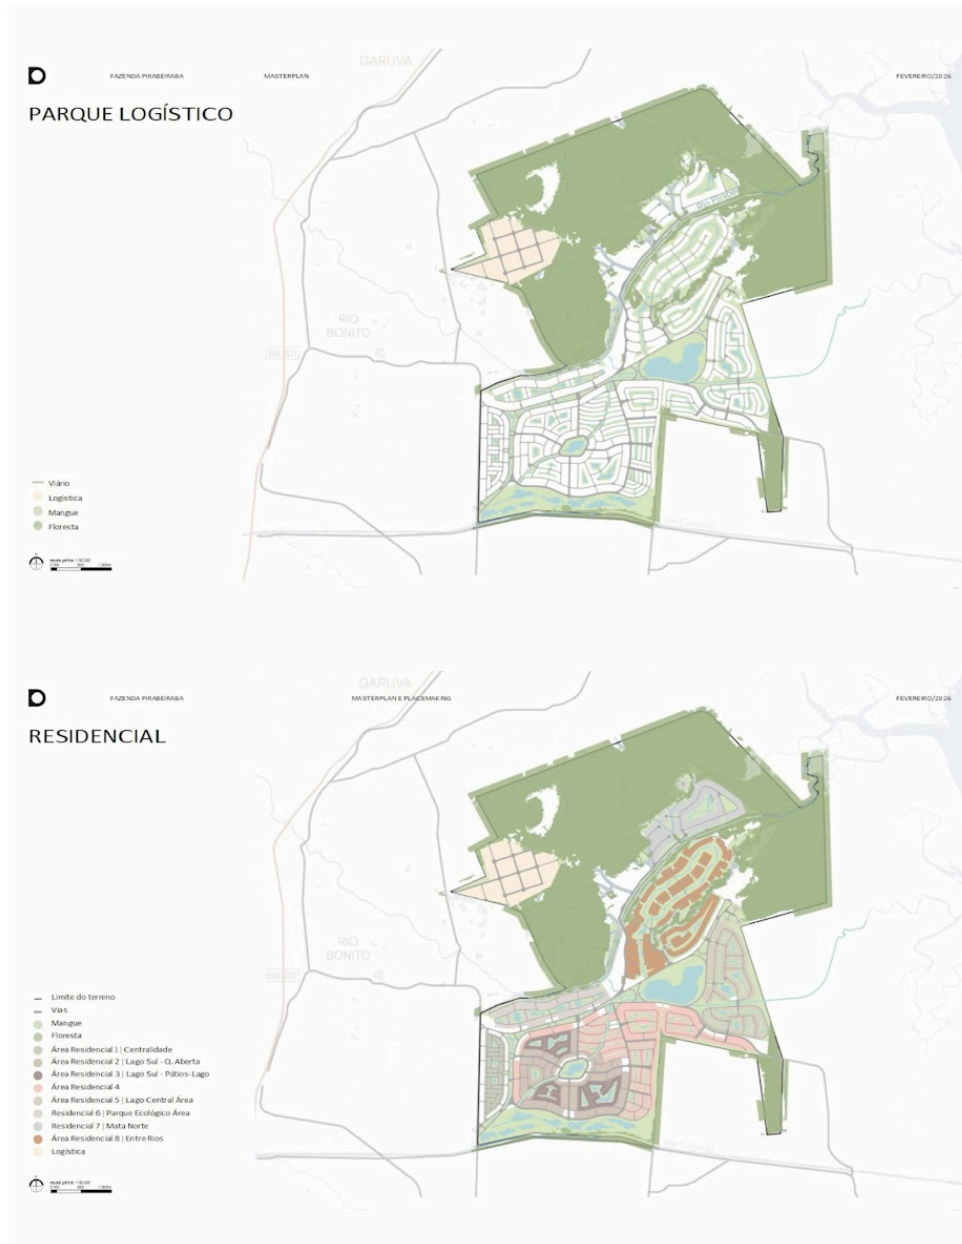 FAZENDA PIRABEIRABA
MASTERPLAN
FEVEREIRO/2026
PARQUE LOGÍSTICO
GARUVA
RIO
BONITO
Viário
Logística
Mangue
Floresta
FAZENDA PIRABEIRABA
MASTERPLAN E PLACEMAKING
FEVEREIRO/2026
RESIDENCIAL
GARUVA
RIO
BONITO
Limite do terreno
Vias
Mangue
Floresta
Área Residencial 1 | Centralidade
Área Residencial 2 | Lago Sul - Q. Aberta
Área Residencial 3 | Lago Sul - Pátios-Lago
Área Residencial 4
Área Residencial 5 | Lago Central Área
Residencial 6 | Parque Ecológico Área
Residencial 7 | Mata Norte
Área Residencial 8 | Entre Rios
Logística